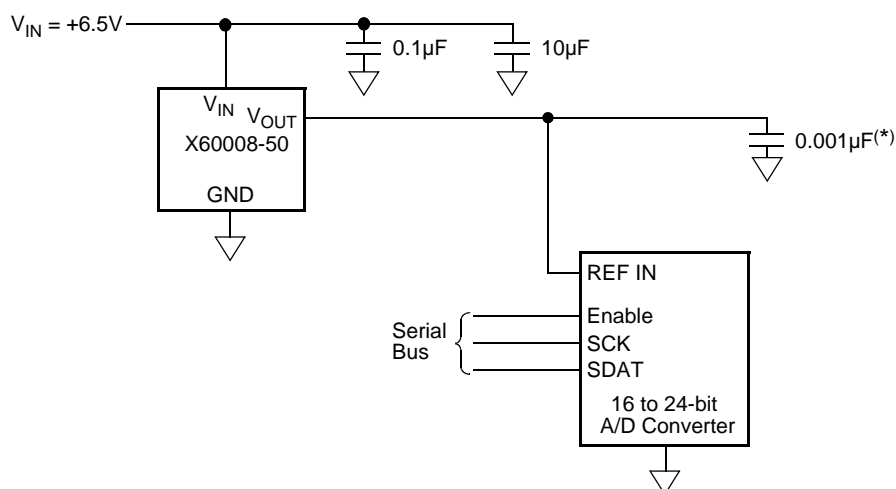 V_IN = +6.5V
0.1µF
10µF
V_IN
V_OUT
X60008-50
GND
0.001µF(*)
REF IN
Enable
SCK
SDAT
Serial
Bus
16 to 24-bit
A/D Converter